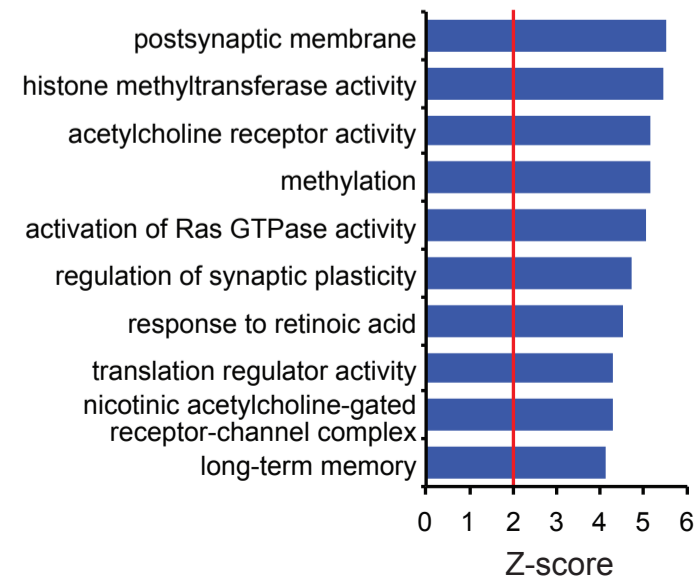 postsynaptic membrane
histone methyltransferase activity
acetylcholine receptor activity
methylation
activation of Ras GTPase activity
regulation of synaptic plasticity
response to retinoic acid
translation regulator activity
nicotinic acetylcholine-gated
receptor-channel complex
long-term memory
0 1 2 3 4 5 6
Z-score